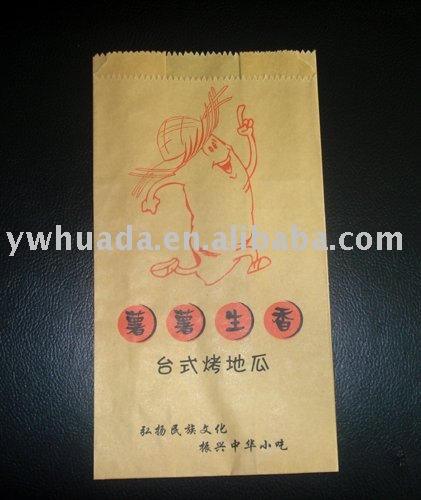 ywhuada.en.alibaba.com
薯薯生香
台式烤地瓜
弘扬民族文化
振兴中华小吃